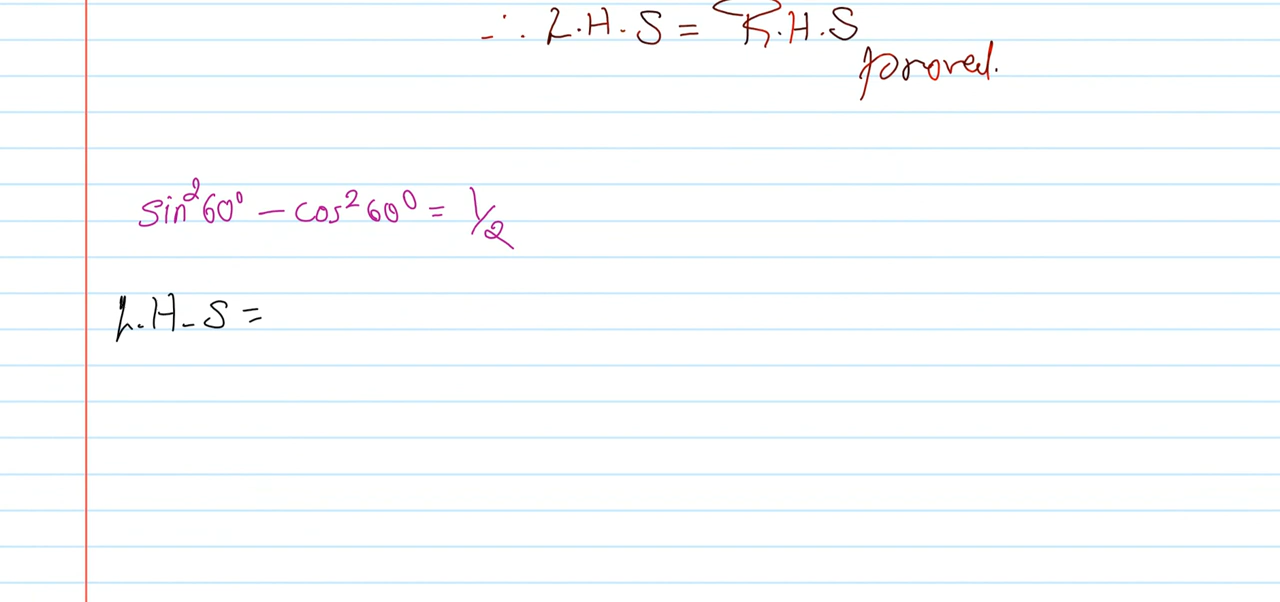 ∴ L.H.S = R.H.S
proved.
sin²60° - cos²60° = 1/2
L.H.S =